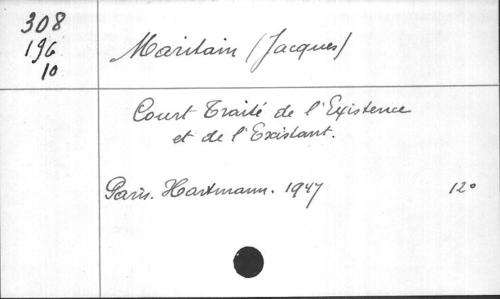 308
196
10
Maritain (Jacques)
Court Traité de l'Existence
et de l'Existant.
Paris. Hartmann. 1947
12°